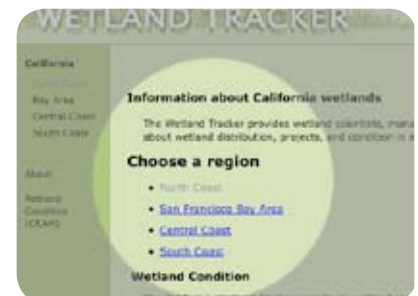 WETLAND TRACKER
California
North Coast
Bay Area
Central Coast
South Coast
About
Wetland
Condition
(CRAM)
Information about California wetlands
The Wetland Tracker provides wetland scientists,
about wetland distribution, projects, and condition in
Choose a region
• North Coast
• San Francisco Bay Area
• Central Coast
• South Coast
Wetland Condition